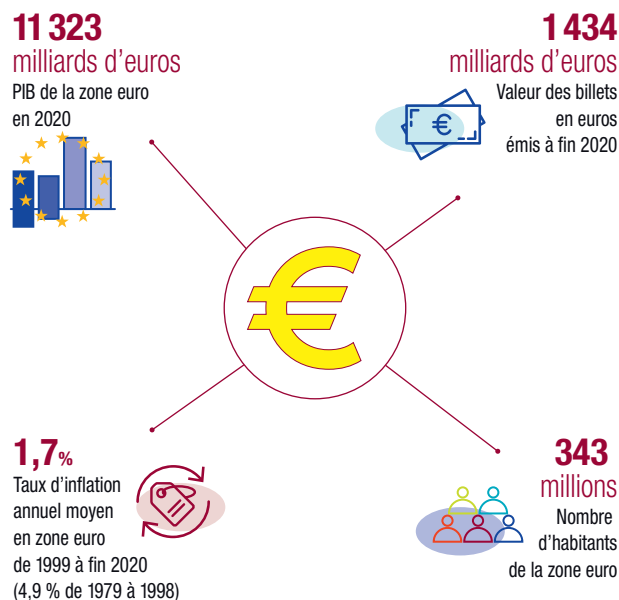 11 323
milliards d'euros
PIB de la zone euro
en 2020
1 434
milliards d'euros
Valeur des billets
en euros
émis à fin 2020
€
€
1,7%
Taux d'inflation
annuel moyen
en zone euro
de 1999 à fin 2020
(4,9 % de 1979 à 1998)
343
millions
Nombre
d'habitants
de la zone euro